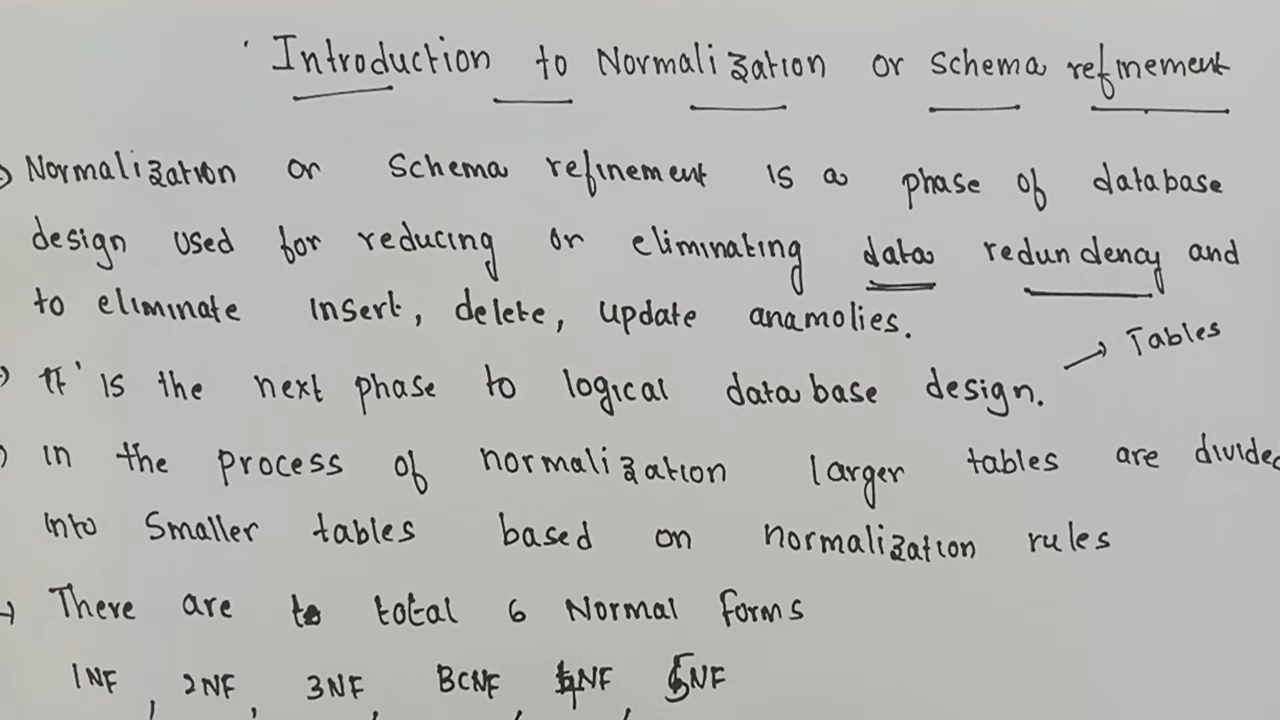 Introduction to Normalization or schema refinement
Normalization or schema refinement is a phase of database
design used for reducing or eliminating data redundency and
to eliminate insert, delete, update anamolies.
→ Tables
→ It is the next phase to logical database design.
in the process of normalization larger tables are divided
into smaller tables based on normalization rules
→ There are total 6 Normal forms
1NF, 2NF, 3NF, BCNF, 4NF, 5NF